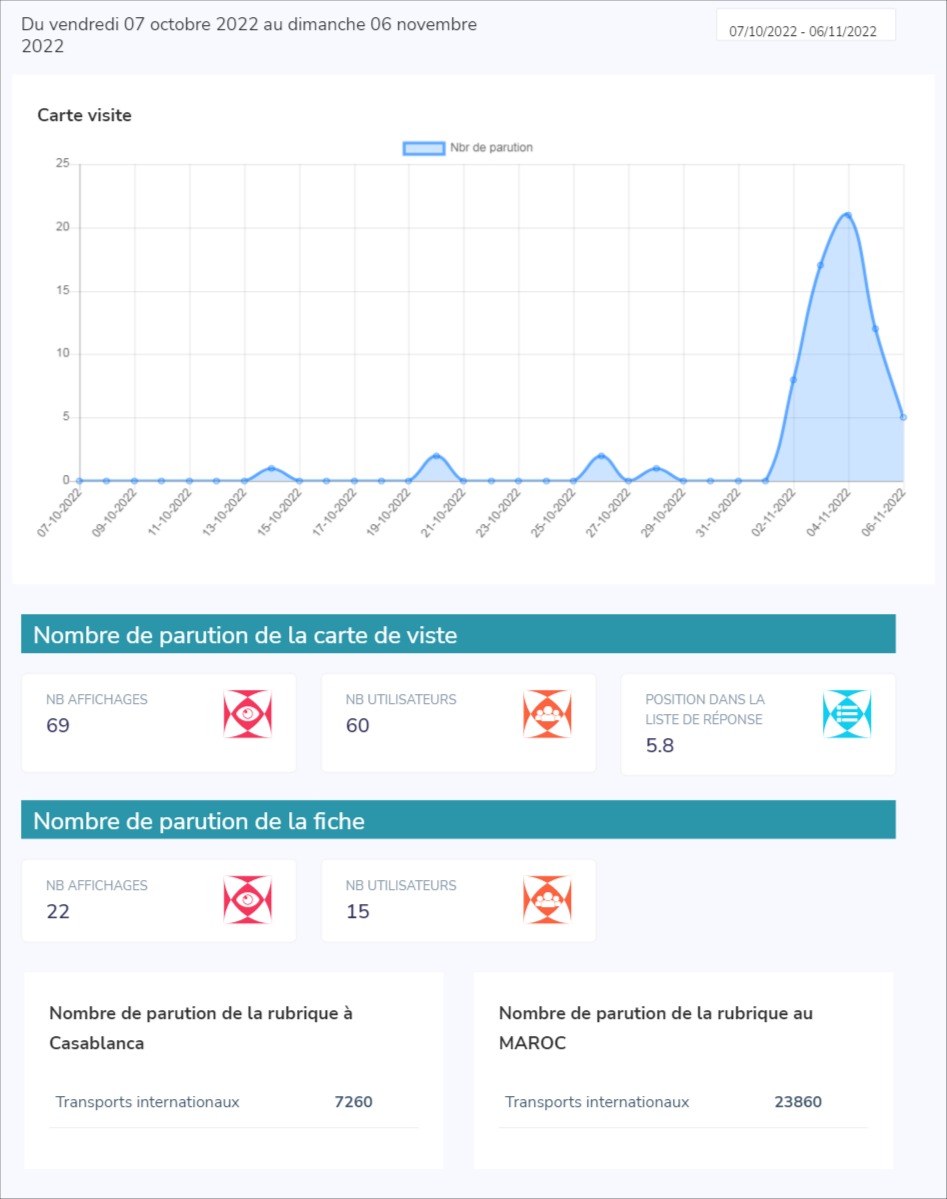 Du vendredi 07 octobre 2022 au dimanche 06 novembre
2022
07/10/2022 - 06/11/2022
Carte visite
Nbr de parution
25
20
15
10
5
0
07-10-2022
09-10-2022
11-10-2022
13-10-2022
15-10-2022
17-10-2022
19-10-2022
21-10-2022
23-10-2022
25-10-2022
27-10-2022
29-10-2022
31-10-2022
02-11-2022
04-11-2022
06-11-2022
Nombre de parution de la carte de viste
NB AFFICHAGES
69
NB UTILISATEURS
60
POSITION DANS LA
LISTE DE RÉPONSE
5.8
Nombre de parution de la fiche
NB AFFICHAGES
22
NB UTILISATEURS
15
Nombre de parution de la rubrique à
Casablanca
Transports internationaux 7260
Nombre de parution de la rubrique au
MAROC
Transports internationaux 23860